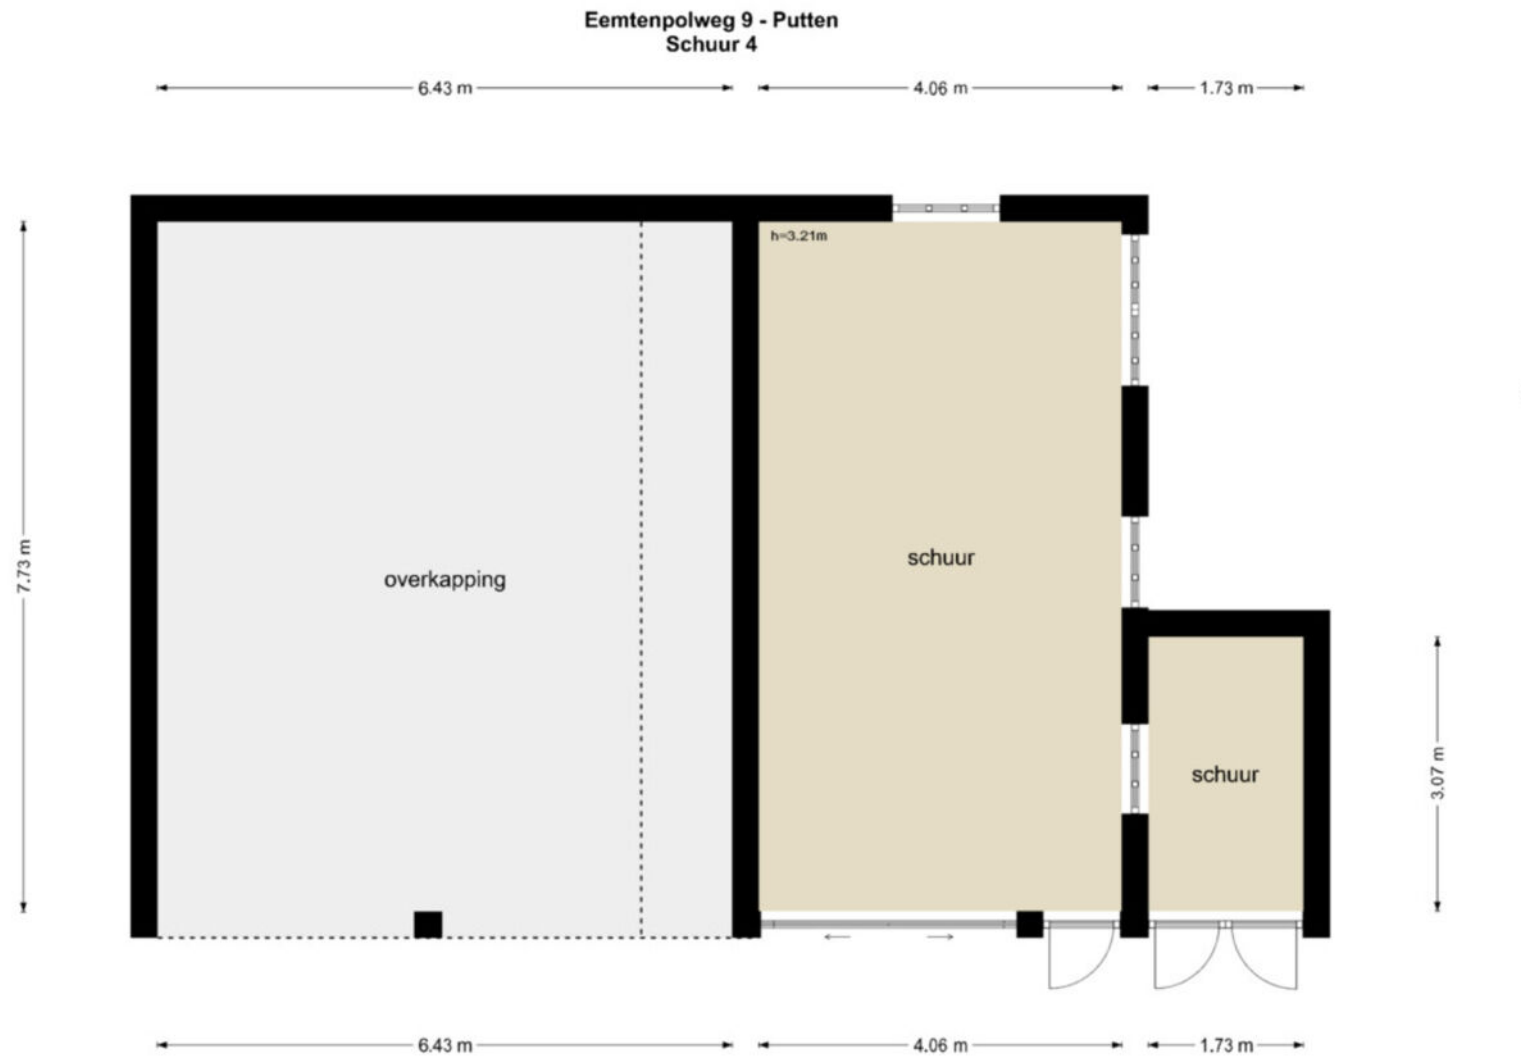 Eemtenpolweg 9 - Putten
Schuur 4
6.43 m
4.06 m
1.73 m
h=3.21m
7.73 m
overkapping
schuur
schuur
3.07 m
6.43 m
4.06 m
1.73 m